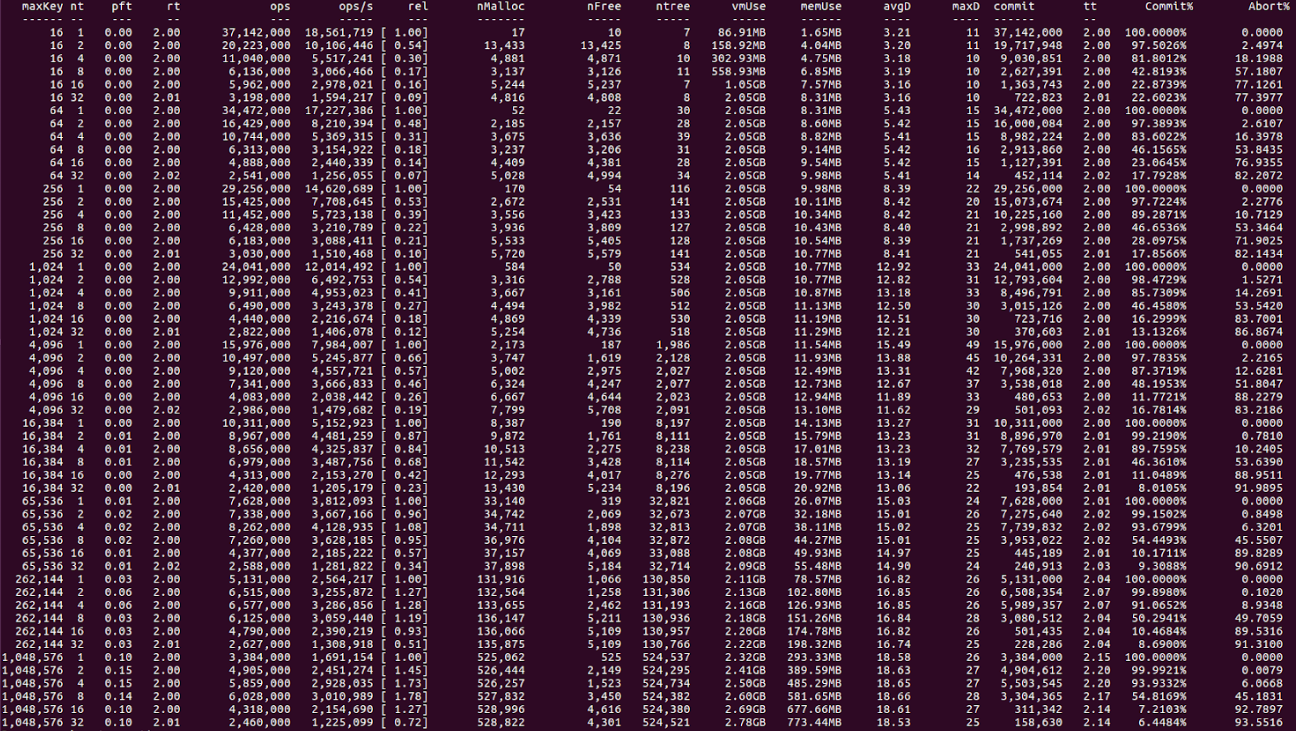 maxKey nt pft rt ops ops/s rel nMalloc nFree ntree vmUse memUse avgD maxD commit tt Commit% Abort%
------ -- --- -- --- ----- --- ------- ----- ----- ----- ------ ---- ---- ------ -- ------- ------
16 1 0.00 2.00 37,142,000 18,561,719 [ 1.00] 17 10 7 86.91MB 1.65MB 3.21 11 37,142,000 2.00 100.0000% 0.0000
16 2 0.00 2.00 20,223,000 10,106,446 [ 0.54] 13,433 13,425 8 158.92MB 4.04MB 3.20 11 19,717,948 2.00 97.5026% 2.4974
16 4 0.00 2.00 11,040,000 5,517,241 [ 0.30] 4,881 4,871 10 302.93MB 4.75MB 3.18 10 9,030,851 2.00 81.8012% 18.1988
16 8 0.00 2.00 6,136,000 3,066,466 [ 0.17] 3,137 3,126 11 558.93MB 6.85MB 3.19 10 2,627,391 2.00 42.8193% 57.1807
16 16 0.00 2.00 5,962,000 2,978,021 [ 0.16] 5,244 5,237 7 1.05GB 7.57MB 3.16 10 1,363,743 2.00 22.8739% 77.1261
16 32 0.00 2.01 3,198,000 1,594,217 [ 0.09] 4,816 4,808 8 2.05GB 8.31MB 3.16 10 722,823 2.01 22.6023% 77.3977
64 1 0.00 2.00 34,472,000 17,227,386 [ 1.00] 52 22 30 2.05GB 8.31MB 5.43 15 34,472,000 2.00 100.0000% 0.0000
64 2 0.00 2.00 16,429,000 8,210,394 [ 0.48] 2,185 2,157 28 2.05GB 8.60MB 5.42 15 16,000,084 2.00 97.3893% 2.6107
64 4 0.00 2.00 10,744,000 5,369,315 [ 0.31] 3,675 3,636 39 2.05GB 8.82MB 5.41 15 8,982,224 2.00 83.6022% 16.3978
64 8 0.00 2.00 6,313,000 3,154,922 [ 0.18] 3,237 3,206 31 2.05GB 9.14MB 5.42 16 2,913,860 2.00 46.1565% 53.8435
64 16 0.00 2.00 4,888,000 2,440,339 [ 0.14] 4,409 4,381 28 2.05GB 9.54MB 5.42 15 1,127,391 2.00 23.0645% 76.9355
64 32 0.00 2.02 2,541,000 1,256,055 [ 0.07] 5,028 4,994 34 2.05GB 9.98MB 5.41 14 452,114 2.02 17.7928% 82.2072
256 1 0.00 2.00 29,256,000 14,620,689 [ 1.00] 170 54 116 2.05GB 9.98MB 8.39 22 29,256,000 2.00 100.0000% 0.0000
256 2 0.00 2.00 15,425,000 7,708,645 [ 0.53] 2,672 2,531 141 2.05GB 10.11MB 8.42 20 15,073,674 2.00 97.7224% 2.2776
256 4 0.00 2.00 11,452,000 5,723,138 [ 0.39] 3,556 3,423 133 2.05GB 10.34MB 8.42 21 10,225,160 2.00 89.2871% 10.7129
256 8 0.00 2.00 6,428,000 3,210,789 [ 0.22] 3,936 3,809 127 2.05GB 10.43MB 8.40 21 2,998,892 2.00 46.6536% 53.3464
256 16 0.00 2.00 6,183,000 3,088,411 [ 0.21] 5,533 5,405 128 2.05GB 10.54MB 8.39 21 1,737,269 2.00 28.0975% 71.9025
256 32 0.00 2.01 3,030,000 1,510,468 [ 0.10] 5,720 5,579 141 2.05GB 10.77MB 8.41 21 541,055 2.01 17.8566% 82.1434
1,024 1 0.00 2.00 24,041,000 12,014,492 [ 1.00] 584 50 534 2.05GB 10.77MB 12.92 33 24,041,000 2.00 100.0000% 0.0000
1,024 2 0.00 2.00 12,992,000 6,492,753 [ 0.54] 3,316 2,788 528 2.05GB 10.77MB 12.82 31 12,793,604 2.00 98.4729% 1.5271
1,024 4 0.00 2.00 9,911,000 4,953,023 [ 0.41] 3,667 3,161 506 2.05GB 10.87MB 13.18 33 8,496,791 2.00 85.7309% 14.2691
1,024 8 0.00 2.00 6,490,000 3,243,378 [ 0.27] 4,494 3,982 512 2.05GB 11.13MB 12.50 30 3,015,126 2.00 46.4580% 53.5420
1,024 16 0.00 2.00 4,440,000 2,216,674 [ 0.18] 4,869 4,339 530 2.05GB 11.19MB 12.51 30 723,716 2.00 16.2999% 83.7001
1,024 32 0.00 2.01 2,822,000 1,406,078 [ 0.12] 5,254 4,736 518 2.05GB 11.29MB 12.21 30 370,603 2.01 13.1326% 86.8674
4,096 1 0.00 2.00 15,976,000 7,984,007 [ 1.00] 2,173 187 1,986 2.05GB 11.54MB 15.49 49 15,976,000 2.00 100.0000% 0.0000
4,096 2 0.00 2.00 10,497,000 5,245,877 [ 0.66] 3,747 1,619 2,128 2.05GB 11.93MB 13.88 45 10,264,331 2.00 97.7835% 2.2165
4,096 4 0.00 2.00 9,120,000 4,557,721 [ 0.57] 5,002 2,975 2,027 2.05GB 12.49MB 13.31 42 7,968,320 2.00 87.3719% 12.6281
4,096 8 0.00 2.00 7,341,000 3,666,833 [ 0.46] 6,324 4,247 2,077 2.05GB 12.73MB 12.67 37 3,538,018 2.00 48.1953% 51.8047
4,096 16 0.00 2.00 4,083,000 2,038,442 [ 0.26] 6,667 4,644 2,023 2.05GB 12.94MB 11.89 33 480,653 2.00 11.7721% 88.2279
4,096 32 0.00 2.02 2,986,000 1,479,682 [ 0.19] 7,799 5,708 2,091 2.05GB 13.10MB 11.62 29 501,093 2.02 16.7814% 83.2186
16,384 1 0.00 2.00 10,311,000 5,152,923 [ 1.00] 8,387 190 8,197 2.05GB 14.13MB 13.27 31 10,311,000 2.00 100.0000% 0.0000
16,384 2 0.01 2.00 8,967,000 4,481,259 [ 0.87] 9,872 1,761 8,111 2.05GB 15.79MB 13.23 31 8,896,970 2.01 99.2190% 0.7810
16,384 4 0.01 2.00 8,656,000 4,325,837 [ 0.84] 10,513 2,275 8,238 2.05GB 17.01MB 13.23 32 7,769,579 2.01 89.7595% 10.2405
16,384 8 0.01 2.00 6,979,000 3,487,756 [ 0.68] 11,542 3,428 8,114 2.05GB 18.57MB 13.19 27 3,235,535 2.01 46.3610% 53.6390
16,384 16 0.00 2.00 4,313,000 2,153,270 [ 0.42] 12,293 4,017 8,276 2.05GB 19.77MB 13.14 25 476,538 2.01 11.0489% 88.9511
16,384 32 0.00 2.01 2,420,000 1,205,179 [ 0.23] 13,430 5,234 8,196 2.05GB 20.92MB 13.06 22 193,854 2.01 8.0105% 91.9895
65,536 1 0.01 2.00 7,628,000 3,812,093 [ 1.00] 33,140 319 32,821 2.06GB 26.07MB 15.03 24 7,628,000 2.01 100.0000% 0.0000
65,536 2 0.02 2.00 7,338,000 3,667,166 [ 0.96] 34,742 2,069 32,673 2.07GB 32.18MB 15.01 25 7,275,640 2.02 99.1502% 0.8498
65,536 4 0.02 2.00 8,262,000 4,128,935 [ 1.08] 34,711 1,898 32,813 2.07GB 38.11MB 15.02 25 7,739,832 2.02 93.6799% 6.3201
65,536 8 0.02 2.00 7,260,000 3,628,185 [ 0.95] 36,976 4,104 32,872 2.08GB 44.27MB 15.01 25 3,953,022 2.02 54.4493% 45.5507
65,536 16 0.01 2.00 4,377,000 2,185,222 [ 0.57] 37,157 4,069 33,088 2.08GB 49.93MB 14.97 25 445,189 2.01 10.1711% 89.8289
65,536 32 0.01 2.02 2,588,000 1,281,822 [ 0.34] 37,898 5,184 32,714 2.09GB 55.48MB 14.90 24 240,913 2.03 9.3088% 90.6912
262,144 1 0.03 2.00 5,131,000 2,564,217 [ 1.00] 131,916 1,066 130,850 2.11GB 78.57MB 16.82 26 5,131,000 2.04 100.0000% 0.0000
262,144 2 0.06 2.00 6,515,000 3,255,872 [ 1.27] 132,564 1,258 131,306 2.13GB 102.80MB 16.85 26 6,508,354 2.07 99.8980% 0.1020
262,144 4 0.06 2.00 6,577,000 3,286,856 [ 1.28] 133,655 2,462 131,193 2.16GB 126.93MB 16.85 26 5,989,357 2.07 91.0652% 8.9348
262,144 8 0.03 2.00 6,125,000 3,059,440 [ 1.19] 136,147 5,211 130,936 2.18GB 151.26MB 16.84 28 3,080,512 2.04 50.2941% 49.7059
262,144 16 0.03 2.00 4,790,000 2,390,219 [ 0.93] 136,066 5,109 130,957 2.20GB 174.78MB 16.82 26 501,435 2.04 10.4684% 89.5316
262,144 32 0.03 2.01 2,627,000 1,308,918 [ 0.51] 135,875 5,109 130,766 2.22GB 198.32MB 16.74 25 228,286 2.04 8.6900% 91.3100
1,048,576 1 0.10 2.00 3,384,000 1,691,154 [ 1.00] 525,062 525 524,537 2.32GB 293.33MB 18.58 26 3,384,000 2.15 100.0000% 0.0000
1,048,576 2 0.15 2.00 4,905,000 2,451,274 [ 1.45] 526,444 2,149 524,295 2.41GB 389.59MB 18.63 27 4,904,612 2.20 99.9921% 0.0079
1,048,576 4 0.15 2.00 5,859,000 2,928,035 [ 1.73] 526,257 1,523 524,734 2.50GB 485.29MB 18.65 27 5,503,545 2.20 93.9332% 6.0668
1,048,576 8 0.14 2.00 6,028,000 3,010,989 [ 1.78] 527,832 3,450 524,382 2.60GB 581.65MB 18.66 28 3,304,365 2.17 54.8169% 45.1831
1,048,576 16 0.10 2.00 4,318,000 2,154,690 [ 1.27] 528,996 4,616 524,380 2.69GB 677.66MB 18.61 27 311,342 2.14 7.2103% 92.7897
1,048,576 32 0.10 2.01 2,460,000 1,225,099 [ 0.72] 528,822 4,301 524,521 2.78GB 773.44MB 18.53 25 158,630 2.14 6.4484% 93.5516